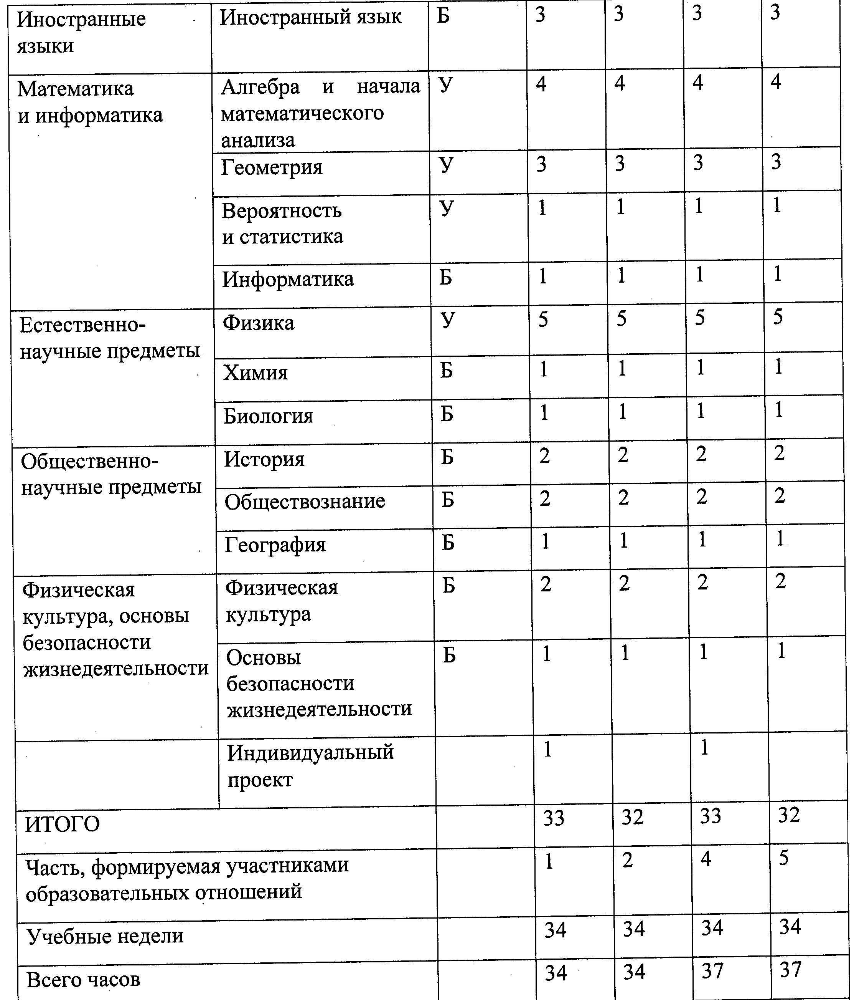 Иностранные Иностранный язык Б 3 3 3 3
языки
Математика Алгебра и начала У 4 4 4 4
и информатика математического
анализа
Геометрия У 3 3 3 3
Вероятность У 1 1 1 1
и статистика
Информатика Б 1 1 1 1
Естественно- Физика У 5 5 5 5
научные предметы
Химия Б 1 1 1 1
Биология Б 1 1 1 1
Общественно- История Б 2 2 2 2
научные предметы
Обществознание Б 2 2 2 2
География Б 1 1 1 1
Физическая Физическая Б 2 2 2 2
культура, основы культура
безопасности
жизнедеятельности Основы Б 1 1 1 1
безопасности
жизнедеятельности
Индивидуальный 1 1
проект
ИТОГО 33 32 33 32
Часть, формируемая участниками 1 2 4 5
образовательных отношений
Учебные недели 34 34 34 34
Всего часов 34 34 37 37